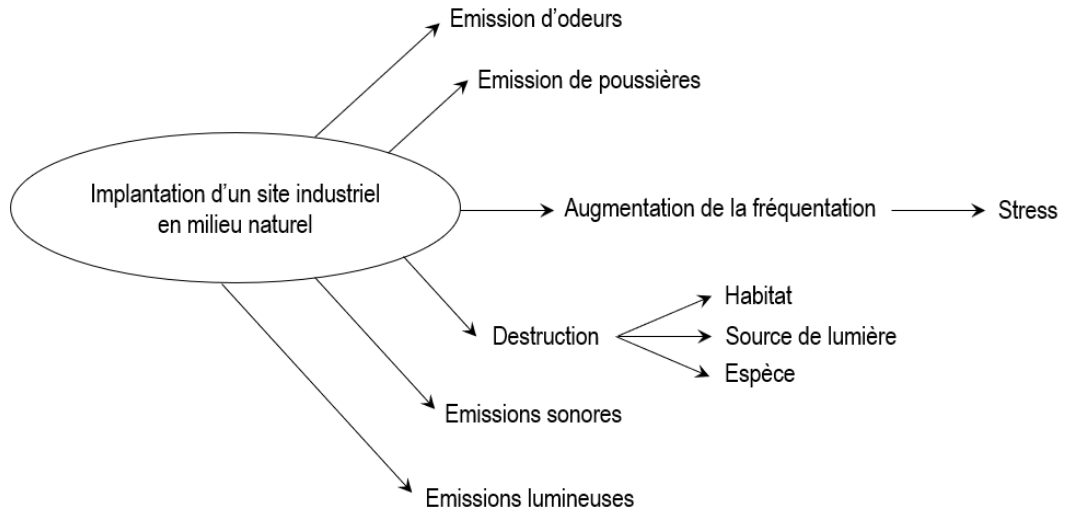 Emission d'odeurs
Emission de poussières
Implantation d'un site industriel
en milieu naturel
Augmentation de la fréquentation
Stress
Habitat
Destruction
Source de lumière
Espèce
Emissions sonores
Emissions lumineuses